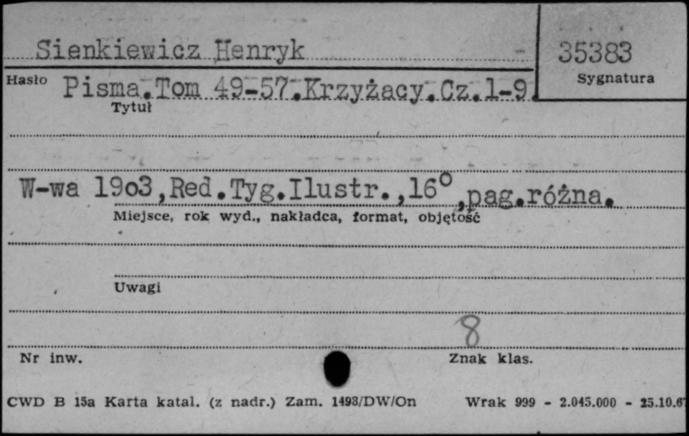 Sienkiewicz Henryk
35383
Hasło
Sygnatura
Pisma.Tom 49-57.Krzyżacy.Cz.1-9.
Tytuł
W-wa 19o3,Red.Tyg.Ilustr.,16°,pag.różna.
Miejsce, rok wyd., nakładca, format, objętość
Uwagi
8
Nr inw.
Znak klas.
CWD B 15a Karta katal. (z nadr.) Zam. 1493/DW/On Wrak 999 - 2.045.000 - 25.10.6